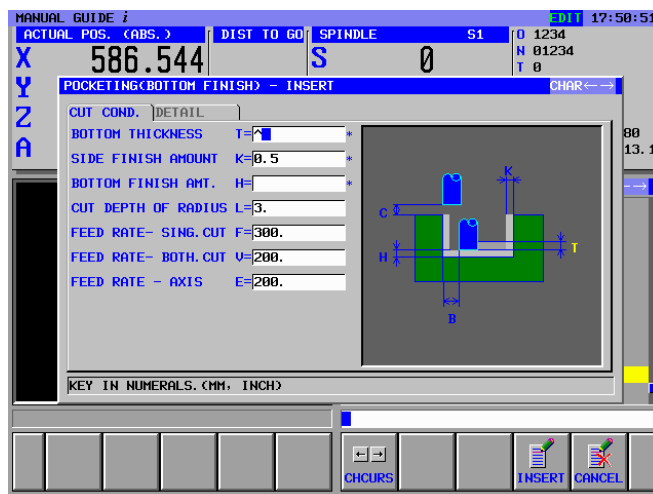 MANUAL GUIDE i EDIT 17:50:51
ACTUAL POS. (ABS.) DIST TO GO SPINDLE S1 O 1234
X 586.544 S 0 N 01234
T 0
Y
Z
A
80
13.1
POCKETING(BOTTOM FINISH) - INSERT CHAR←→
CUT COND. DETAIL
BOTTOM THICKNESS T=^ *
SIDE FINISH AMOUNT K=0.5 *
BOTTOM FINISH AMT. H= *
CUT DEPTH OF RADIUS L=3.
FEED RATE- SING.CUT F=300.
FEED RATE- BOTH.CUT V=200.
FEED RATE - AXIS E=200.
K
C
T
H
B
KEY IN NUMERALS.(MM, INCH)
←→
CHCURS INSERT CANCEL